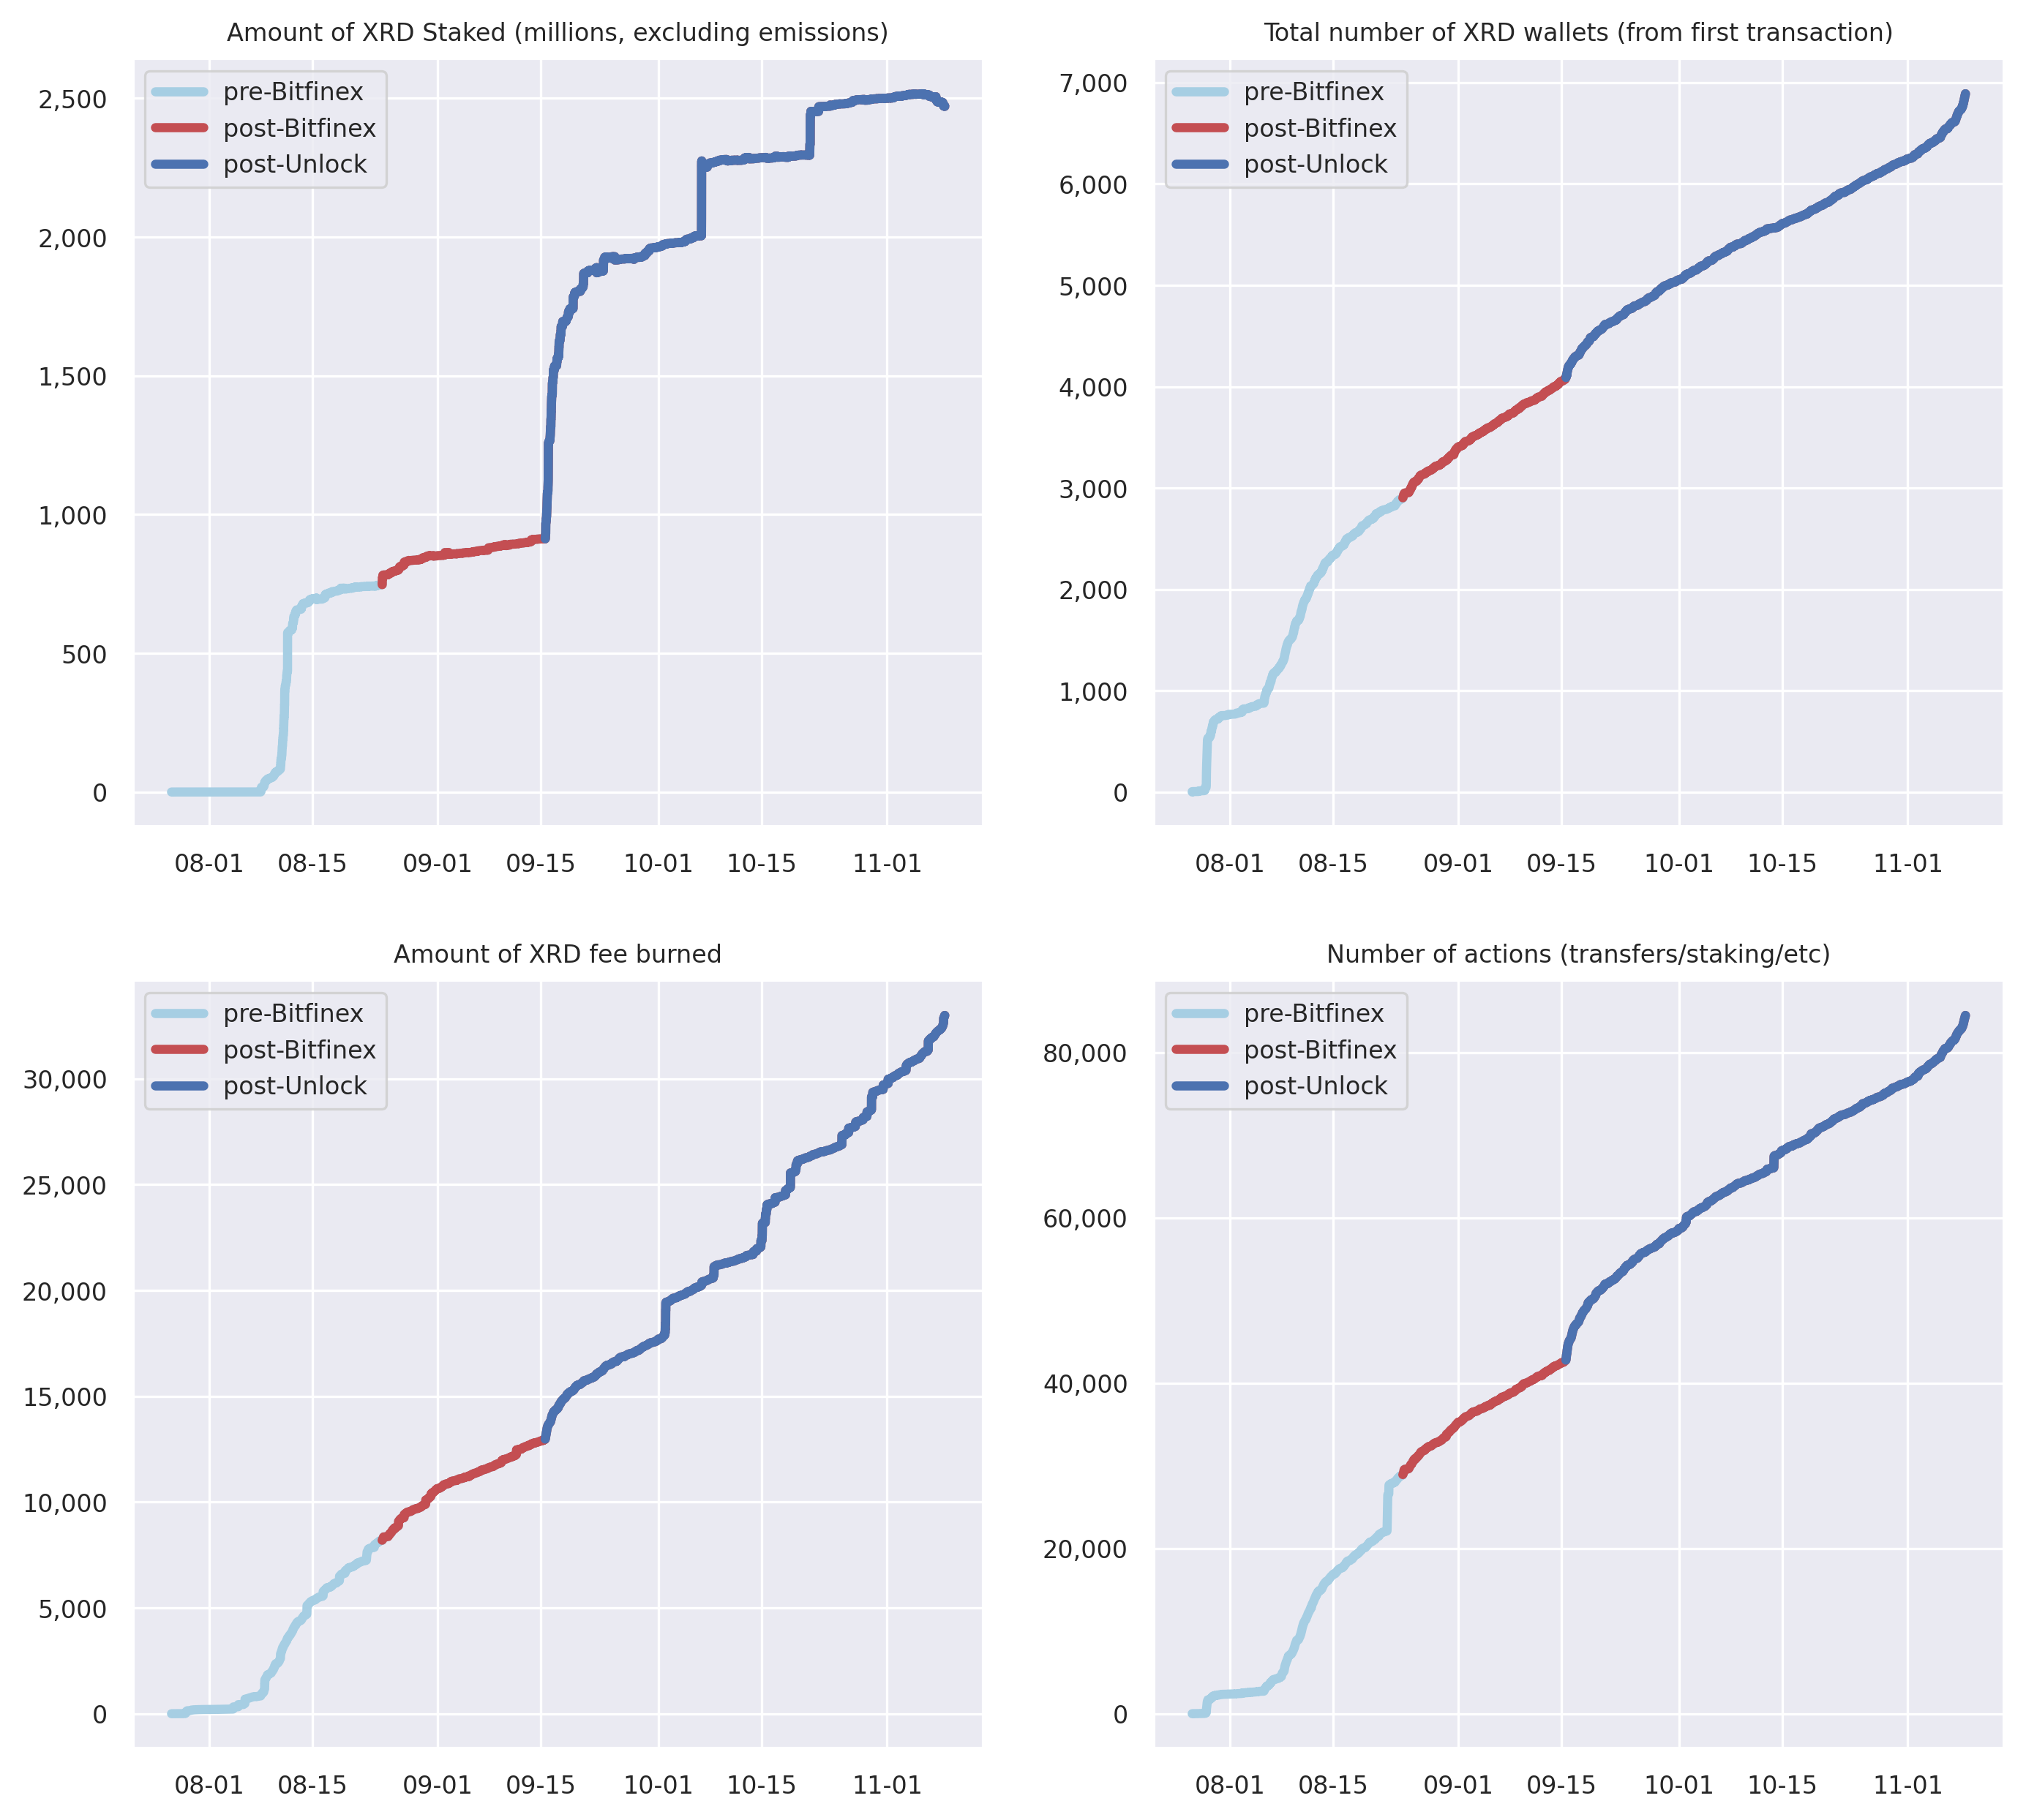 Amount of XRD Staked (millions, excluding emissions)
pre-Bitfinex
post-Bitfinex
post-Unlock
2,500
2,000
1,500
1,000
500
0
08-01 08-15 09-01 09-15 10-01 10-15 11-01
Total number of XRD wallets (from first transaction)
pre-Bitfinex
post-Bitfinex
post-Unlock
7,000
6,000
5,000
4,000
3,000
2,000
1,000
0
08-01 08-15 09-01 09-15 10-01 10-15 11-01
Amount of XRD fee burned
pre-Bitfinex
post-Bitfinex
post-Unlock
30,000
25,000
20,000
15,000
10,000
5,000
0
08-01 08-15 09-01 09-15 10-01 10-15 11-01
Number of actions (transfers/staking/etc)
pre-Bitfinex
post-Bitfinex
post-Unlock
80,000
60,000
40,000
20,000
0
08-01 08-15 09-01 09-15 10-01 10-15 11-01